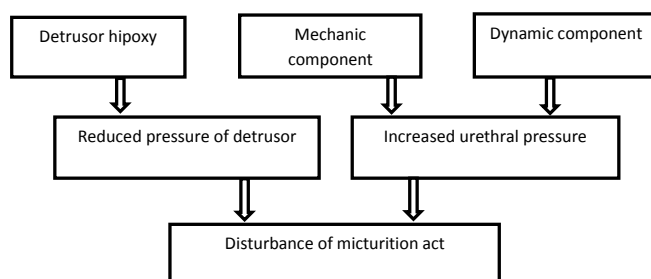 Detrusor hipoxy
Mechanic
component
Dynamic component
Reduced pressure of detrusor
Increased urethral pressure
Disturbance of micturition act